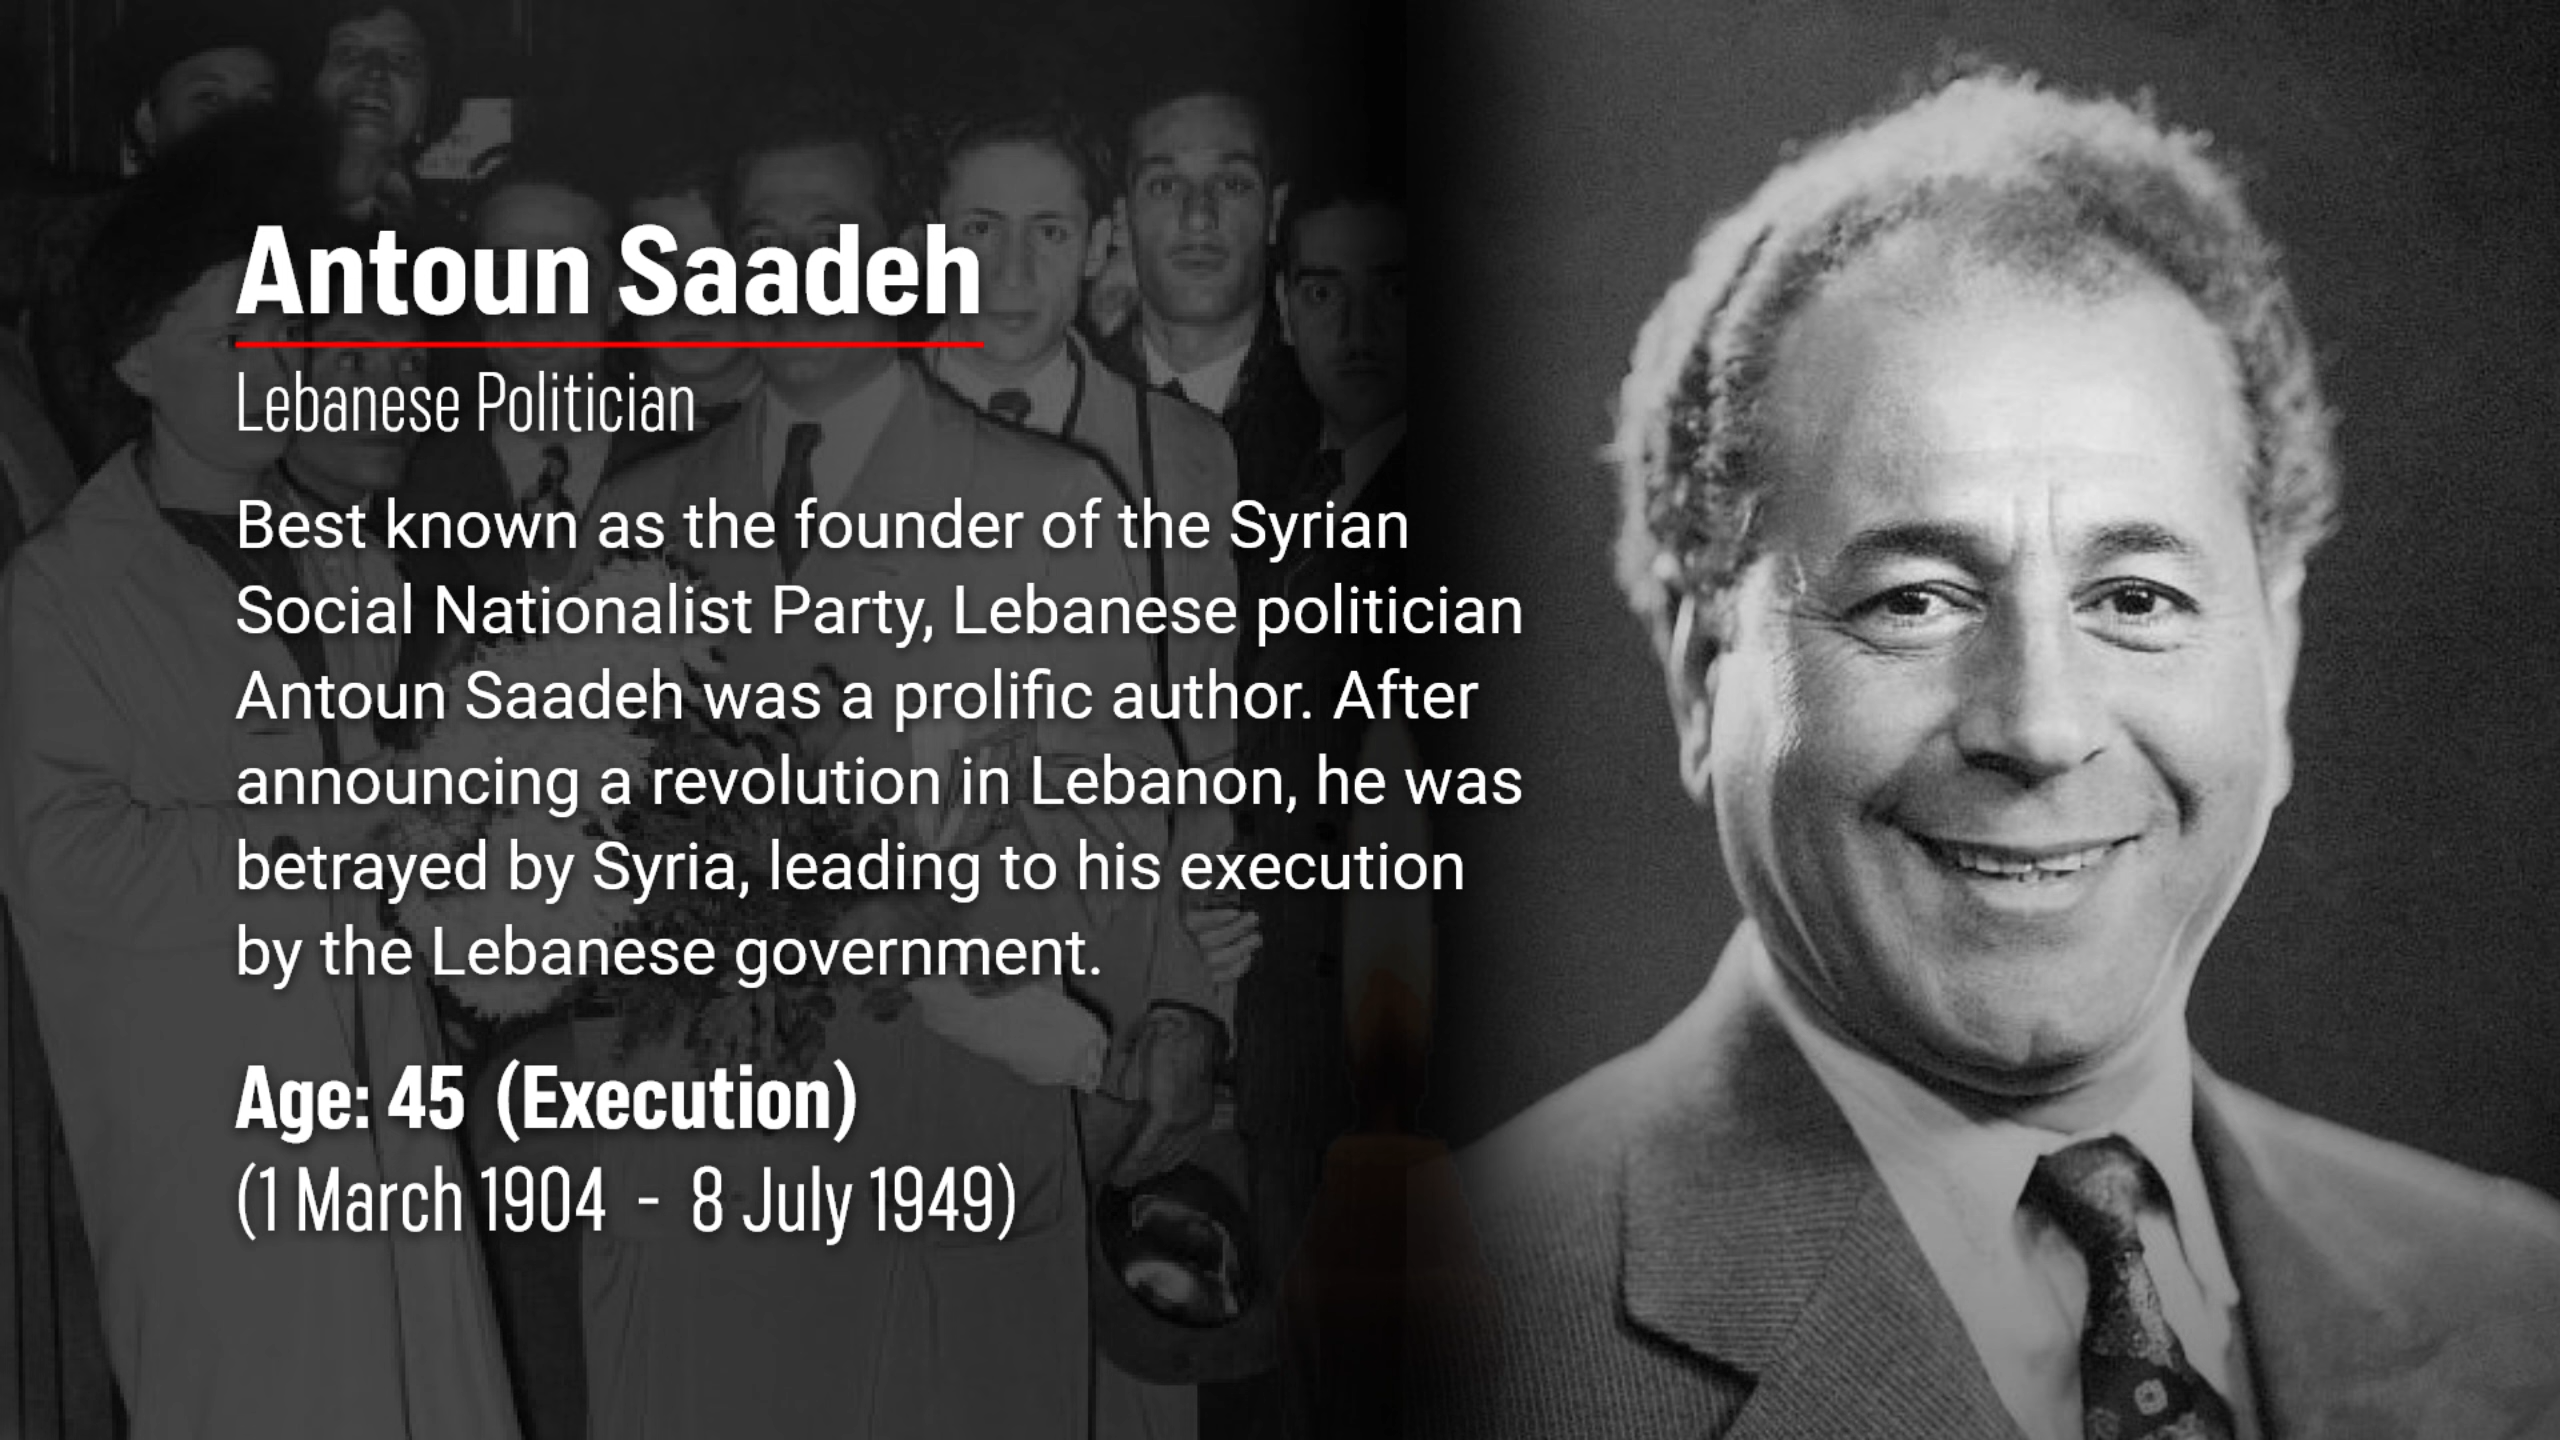 Antoun Saadeh
Lebanese Politician
Best known as the founder of the Syrian
Social Nationalist Party, Lebanese politician
Antoun Saadeh was a prolific author. After
announcing a revolution in Lebanon, he was
betrayed by Syria, leading to his execution
by the Lebanese government.
Age: 45 (Execution)
(1 March 1904 - 8 July 1949)